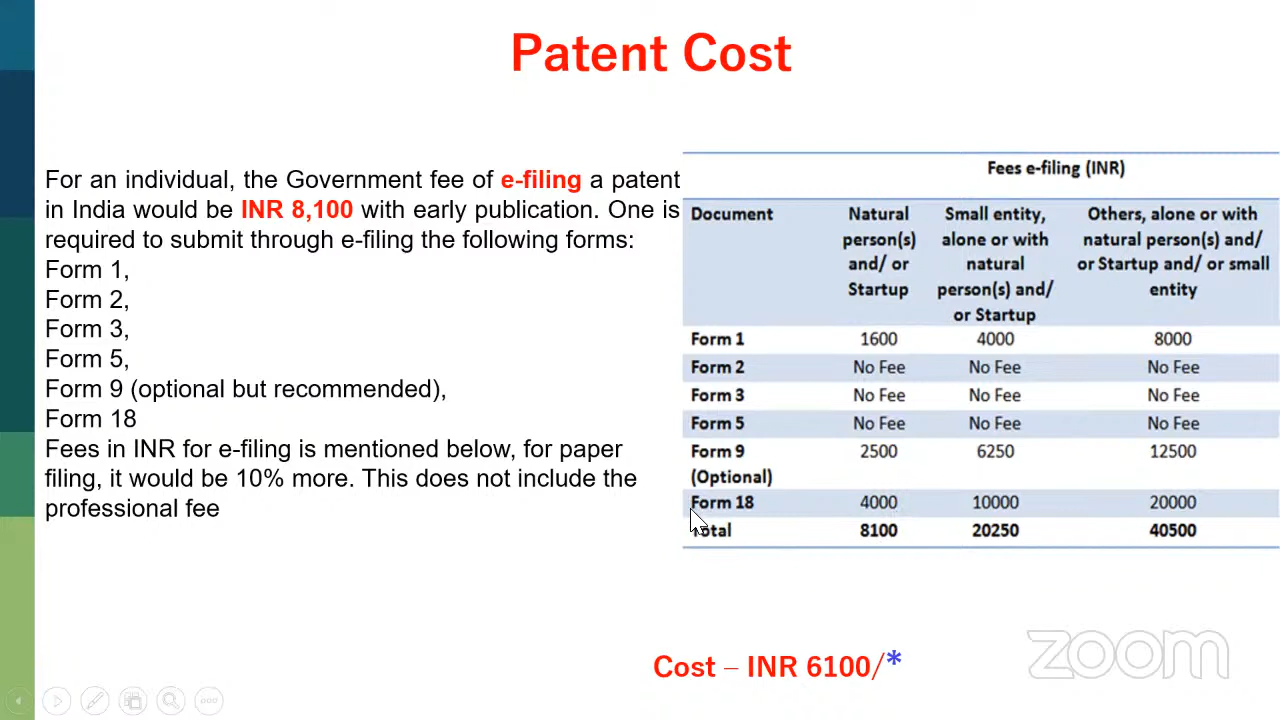 Patent Cost
For an individual, the Government fee of e-filing a patent
in India would be INR 8,100 with early publication. One is
required to submit through e-filing the following forms:
Form 1,
Form 2,
Form 3,
Form 5,
Form 9 (optional but recommended),
Form 18
Fees in INR for e-filing is mentioned below, for paper
filing, it would be 10% more. This does not include the
professional fee
Fees e-filing (INR)
Document Natural Small entity, Others, alone or with
person(s) alone or with natural person(s) and/
and/ or natural or Startup and/ or small
Startup person(s) and/ entity
or Startup
Form 1 1600 4000 8000
Form 2 No Fee No Fee No Fee
Form 3 No Fee No Fee No Fee
Form 5 No Fee No Fee No Fee
Form 9 2500 6250 12500
(Optional)
Form 18 4000 10000 20000
Total 8100 20250 40500
Cost – INR 6100/*
zoom